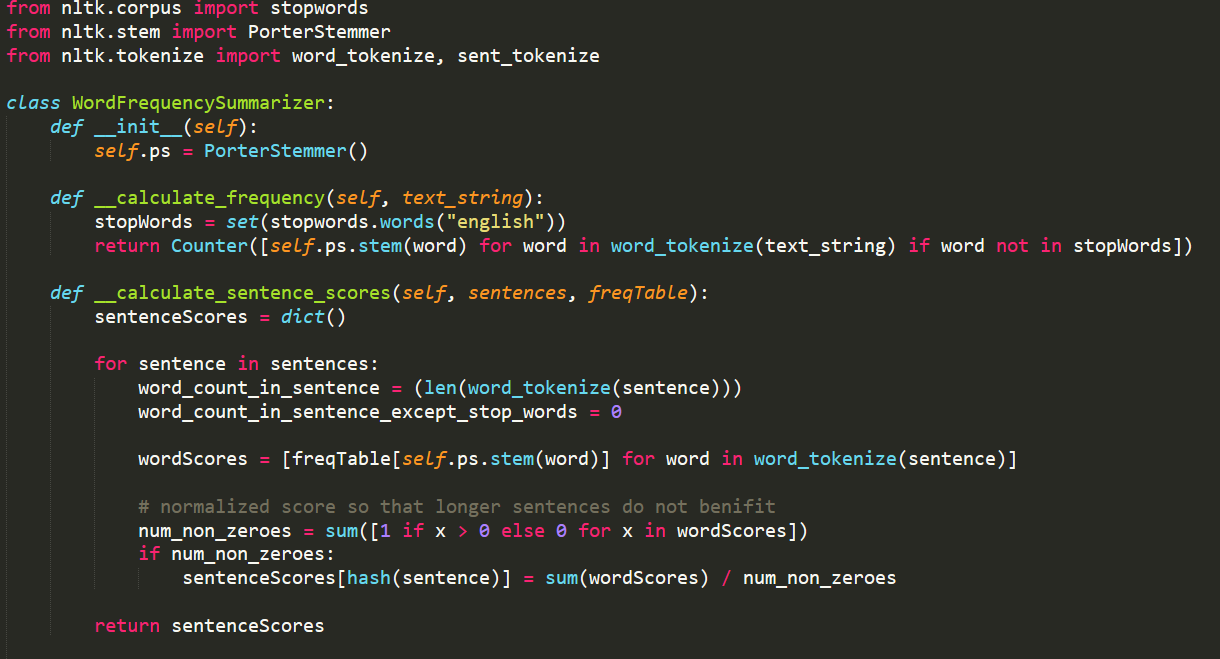 from nltk.corpus import stopwords
from nltk.stem import PorterStemmer
from nltk.tokenize import word_tokenize, sent_tokenize

class WordFrequencySummarizer:
    def __init__(self):
        self.ps = PorterStemmer()

    def __calculate_frequency(self, text_string):
        stopWords = set(stopwords.words("english"))
        return Counter([self.ps.stem(word) for word in word_tokenize(text_string) if word not in stopWords])

    def __calculate_sentence_scores(self, sentences, freqTable):
        sentenceScores = dict()

        for sentence in sentences:
            word_count_in_sentence = (len(word_tokenize(sentence)))
            word_count_in_sentence_except_stop_words = 0

            wordScores = [freqTable[self.ps.stem(word)] for word in word_tokenize(sentence)]

            # normalized score so that longer sentences do not benifit
            num_non_zeroes = sum([1 if x > 0 else 0 for x in wordScores])
            if num_non_zeroes:
                sentenceScores[hash(sentence)] = sum(wordScores) / num_non_zeroes

        return sentenceScores